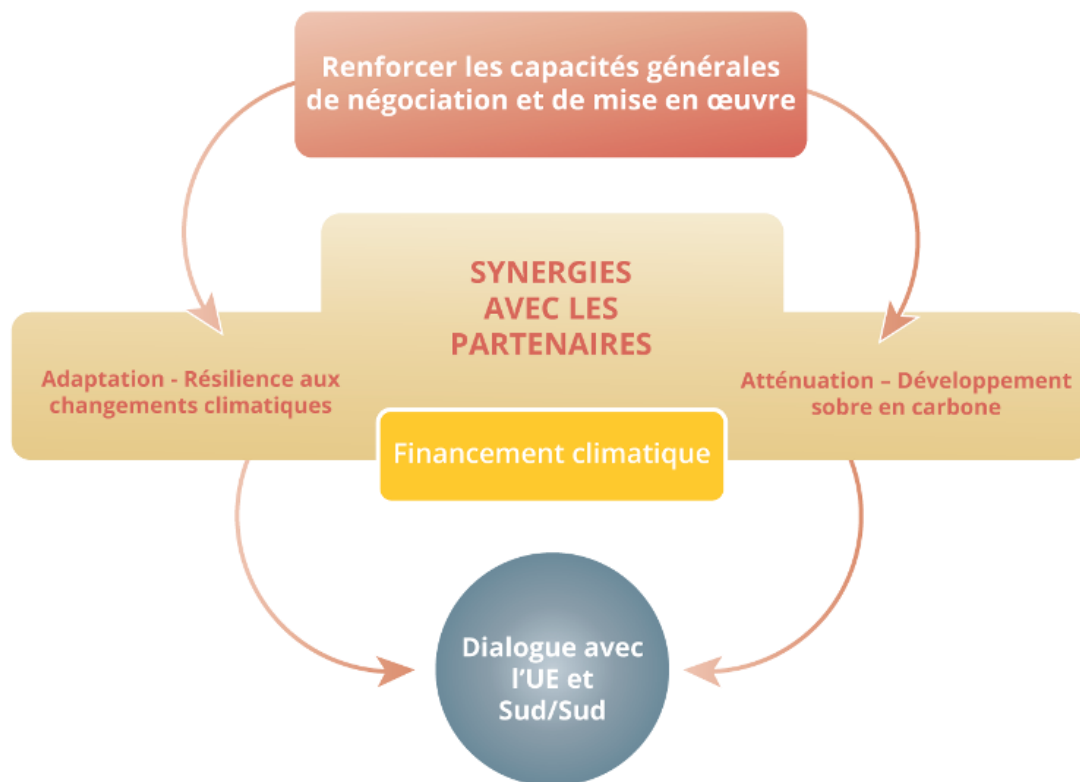 Renforcer les capacités générales
de négociation et de mise en œuvre
SYNERGIES
AVEC LES
PARTENAIRES
Adaptation - Résilience aux
changements climatiques
Atténuation – Développement
sobre en carbone
Financement climatique
Dialogue avec
l’UE et
Sud/Sud